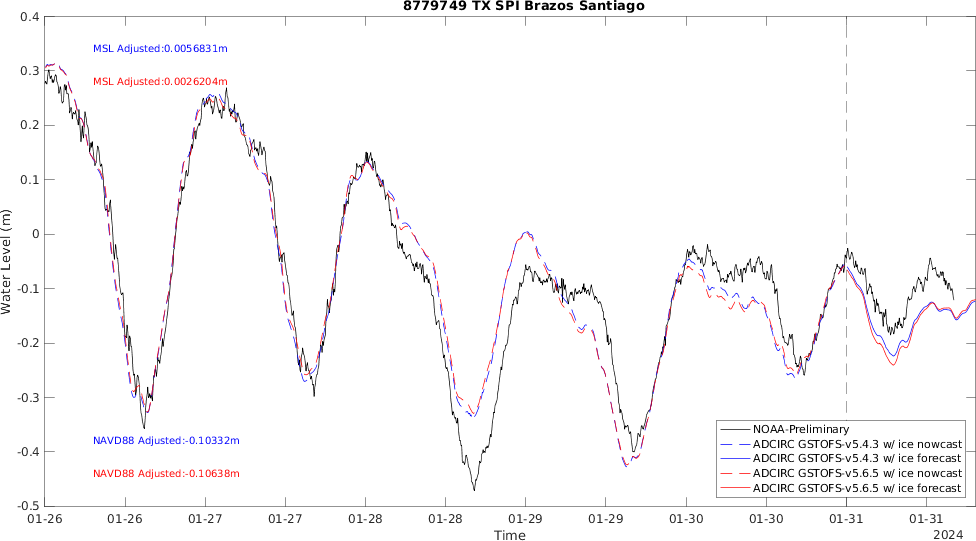 8779749 TX SPI Brazos Santiago
0.4
0.3
0.2
0.1
0
-0.1
-0.2
-0.3
-0.4
-0.5
Water Level (m)
MSL Adjusted:0.0056831m
MSL Adjusted:0.0026204m
NAVD88 Adjusted:-0.10332m
NAVD88 Adjusted:-0.10638m
NOAA-Preliminary
ADCIRC GSTOFS-v5.4.3 w/ ice nowcast
ADCIRC GSTOFS-v5.4.3 w/ ice forecast
ADCIRC GSTOFS-v5.6.5 w/ ice nowcast
ADCIRC GSTOFS-v5.6.5 w/ ice forecast
01-26 01-26 01-27 01-27 01-28 01-28 01-29 01-29 01-30 01-30 01-31 01-31
2024
Time